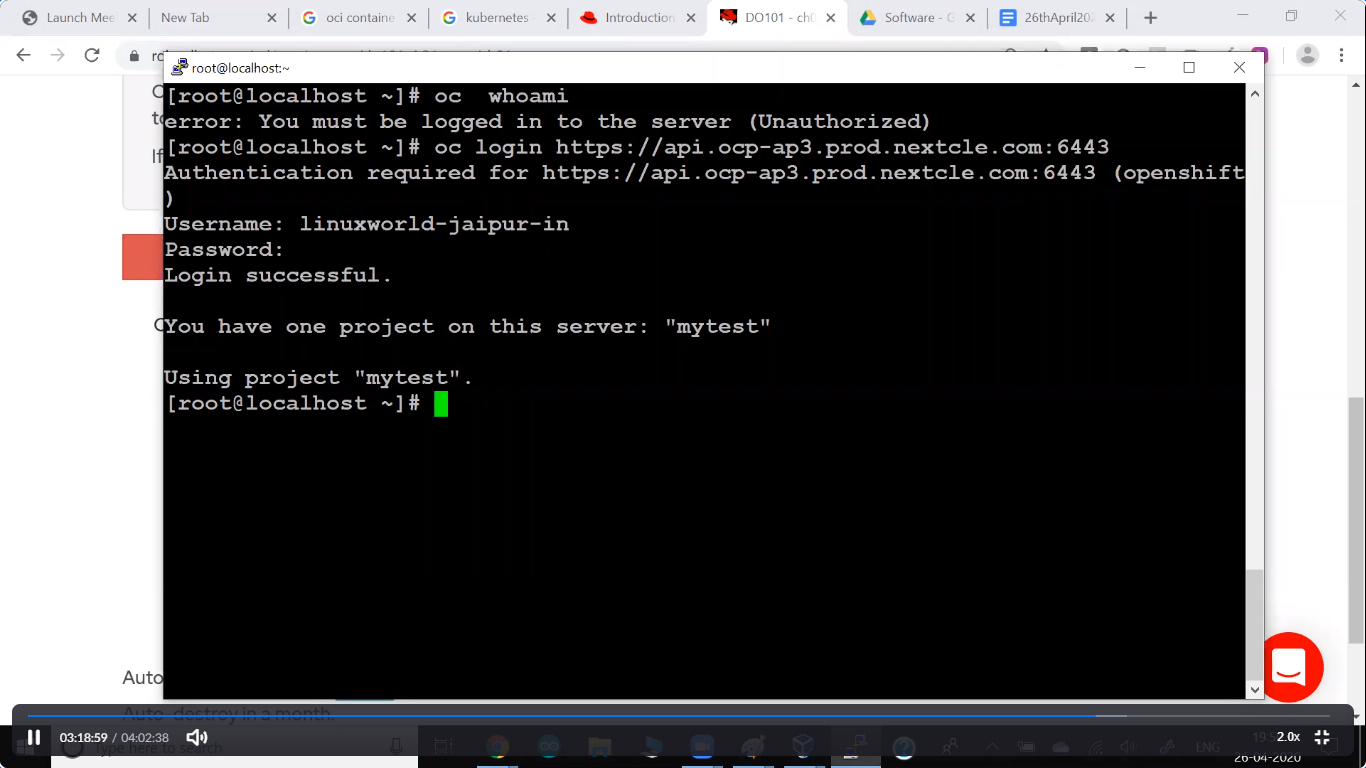 Launch Mee
New Tab
oci containe
kubernetes -
Introduction
DO101 - ch0
Software - G
26thApril202
root@localhost:~
[root@localhost ~]# oc  whoami
error: You must be logged in to the server (Unauthorized)
[root@localhost ~]# oc login https://api.ocp-ap3.prod.nextcle.com:6443
Authentication required for https://api.ocp-ap3.prod.nextcle.com:6443 (openshift
)
Username: linuxworld-jaipur-in
Password:
Login successful.
You have one project on this server: "mytest"
Using project "mytest".
[root@localhost ~]#
If
Auto
Auto-destroy in a month.
03:18:59 / 04:02:38
2.0x
Type here to search
ENG
26-04-2020